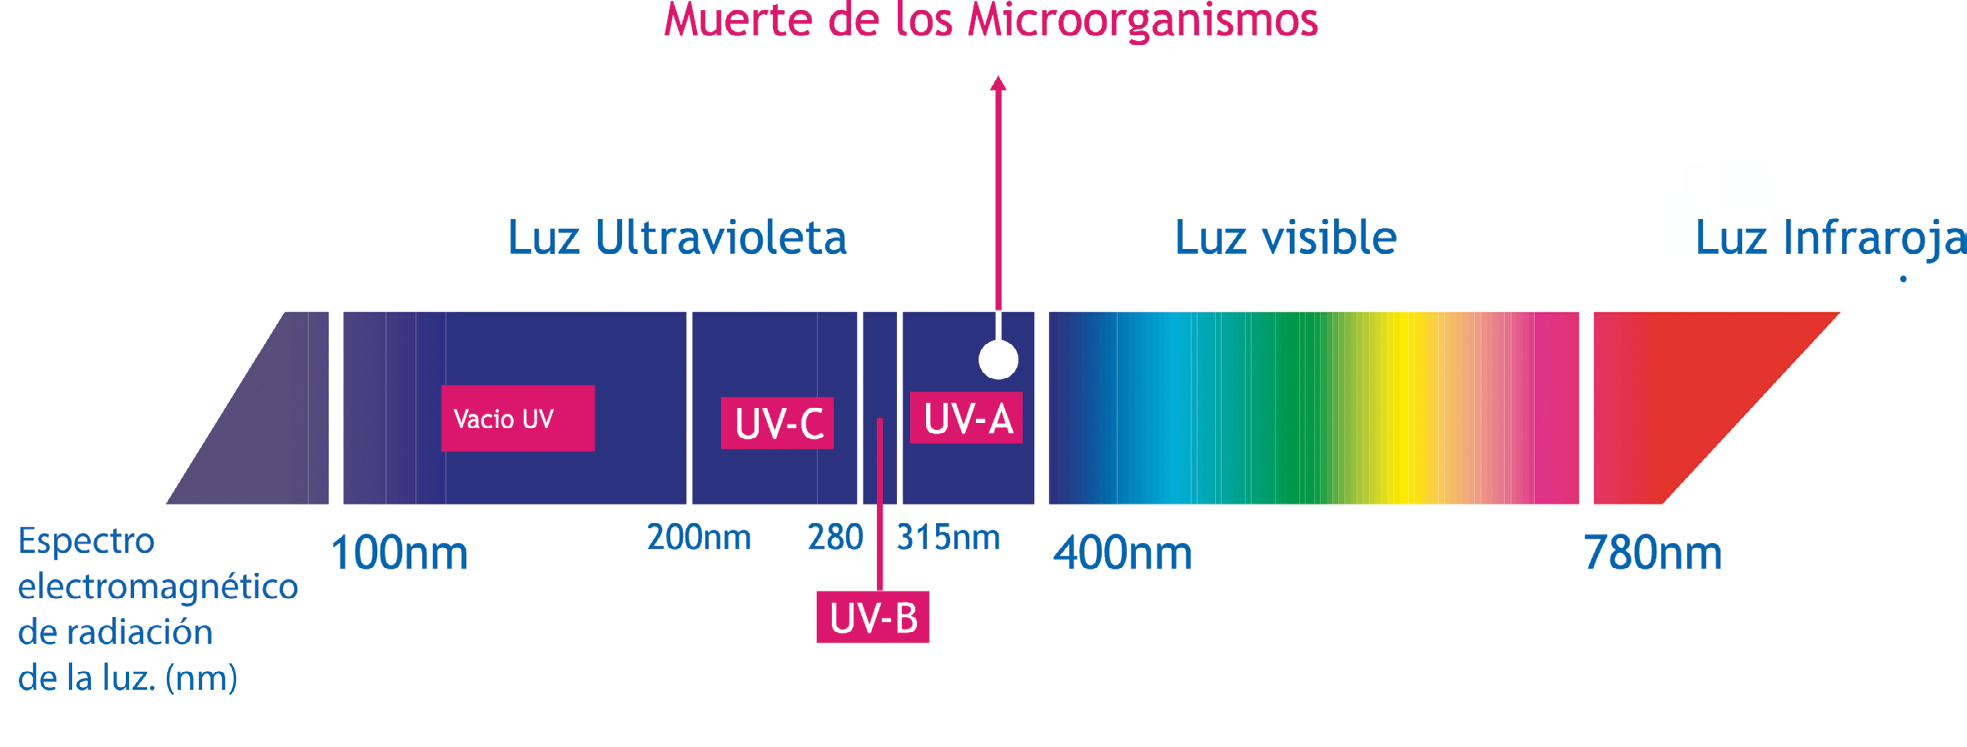 Muerte de los Microorganismos
Luz Ultravioleta
Luz visible
Luz Infraroja
Vacio UV
UV-C
UV-A
100nm
200nm
280
315nm
400nm
780nm
UV-B
Espectro
electromagnético
de radiación
de la luz. (nm)